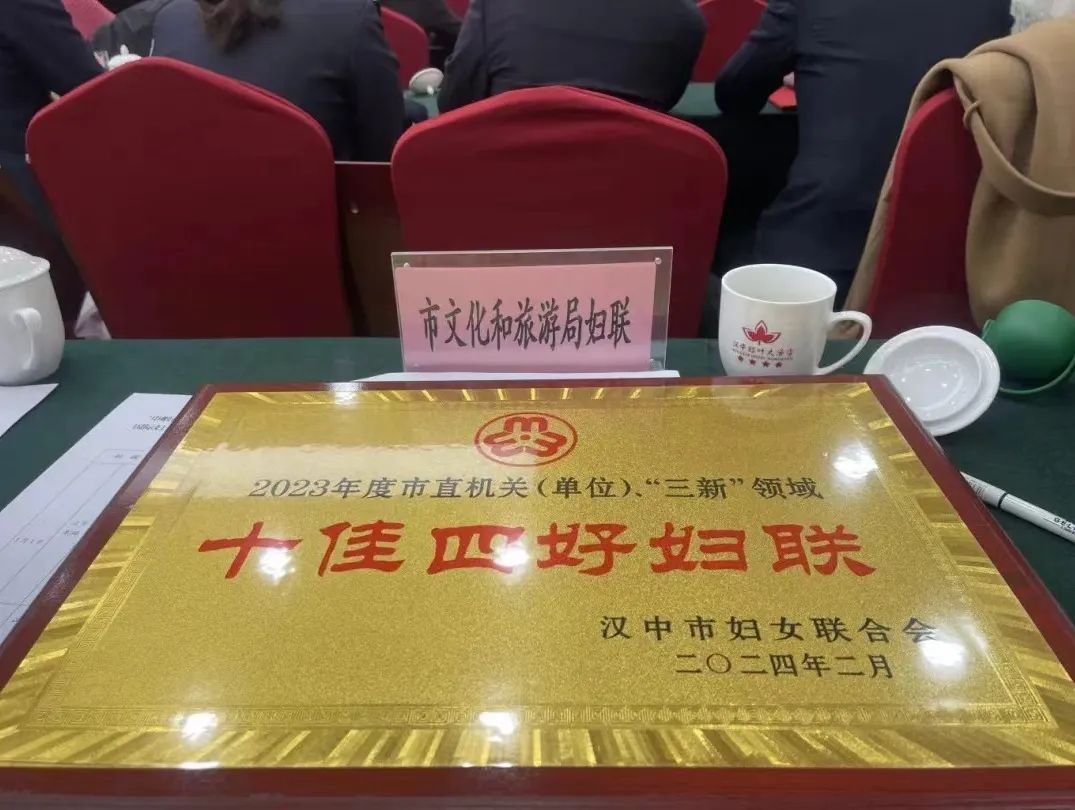 市文化和旅游局妇联
2023年度市直机关（单位）、“三新”领域
十佳四好妇联
汉中市妇女联合会
二〇二四年二月